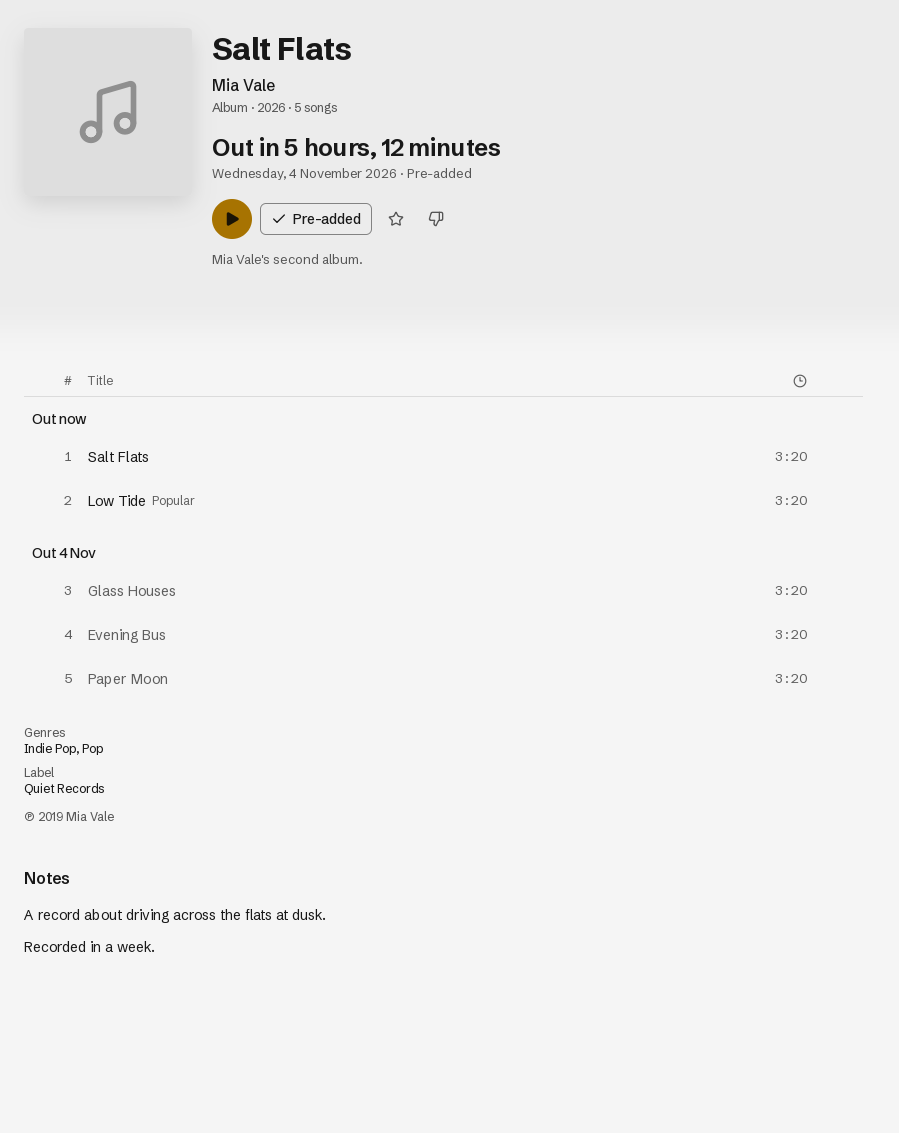 Salt Flats
Mia Vale
Album · 2026 · 5 songs
Out in 5 hours, 12 minutes
Wednesday, 4 November 2026 · Pre-added
Pre-added
Mia Vale's second album.
# Title
Out now
1 Salt Flats 3:20
2 Low Tide Popular 3:20
Out 4 Nov
3 Glass Houses 3:20
4 Evening Bus 3:20
5 Paper Moon 3:20
Genres
Indie Pop, Pop
Label
Quiet Records
℗ 2019 Mia Vale
Notes
A record about driving across the flats at dusk.
Recorded in a week.